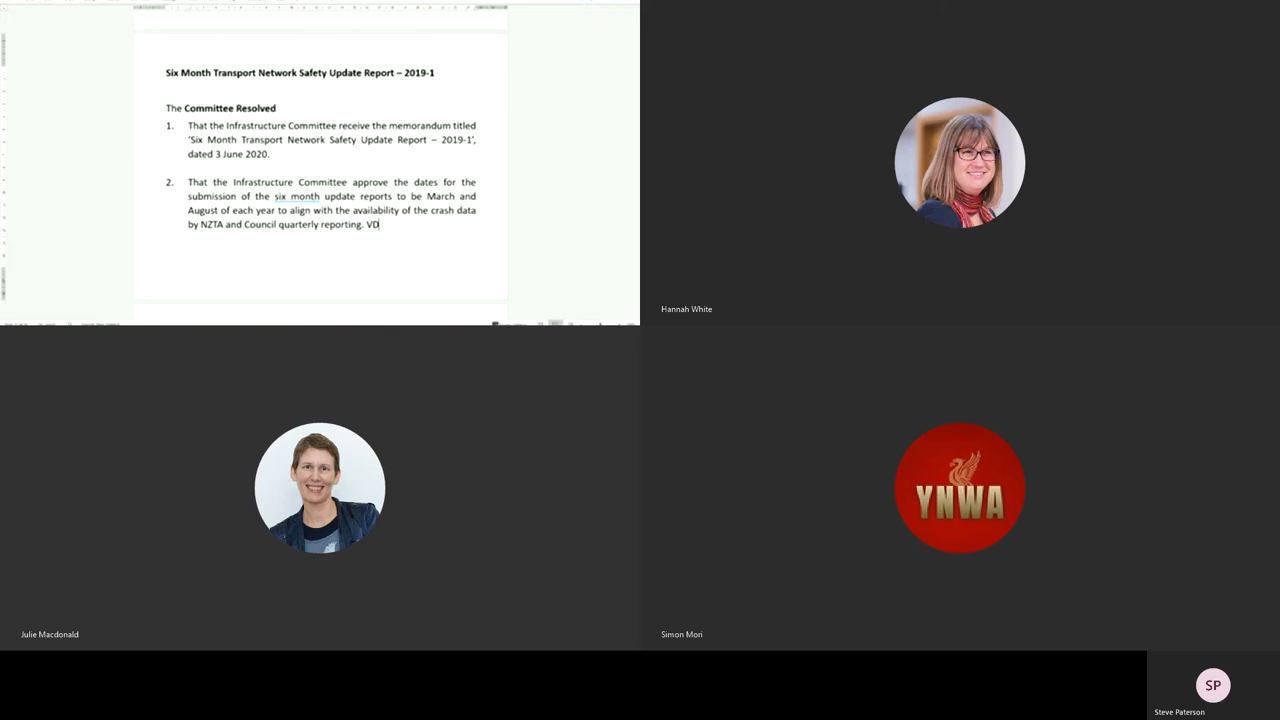 Six Month Transport Network Safety Update Report – 2019-1
The Committee Resolved
1. That the Infrastructure Committee receive the memorandum titled
‘Six Month Transport Network Safety Update Report – 2019-1’,
dated 3 June 2020.
2. That the Infrastructure Committee approve the dates for the
submission of the six month update reports to be March and
August of each year to align with the availability of the crash data
by NZTA and Council quarterly reporting. VD
Hannah White
YNWA
Julie Macdonald
Simon Mori
SP
Steve Paterson